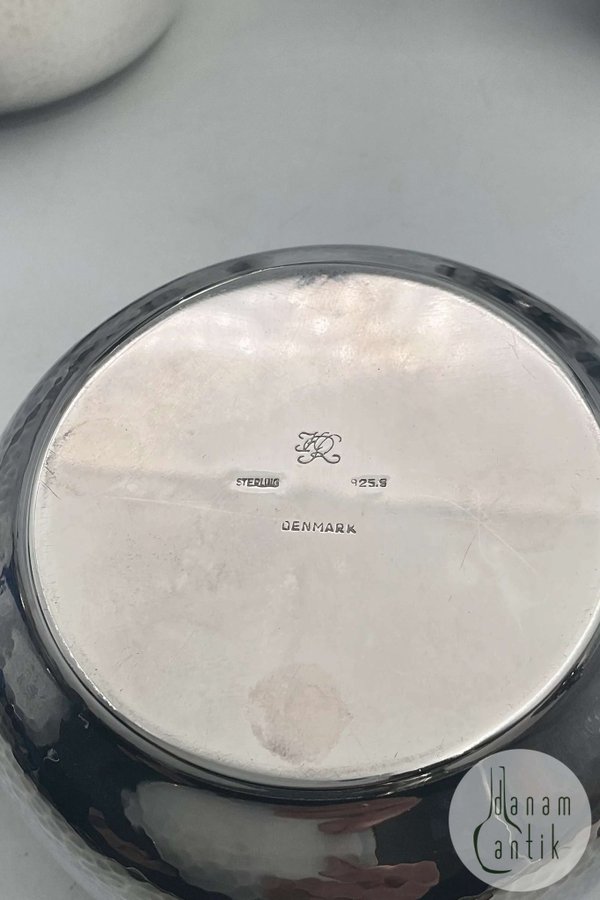 STERLING 925.S
DENMARK
danam
antik